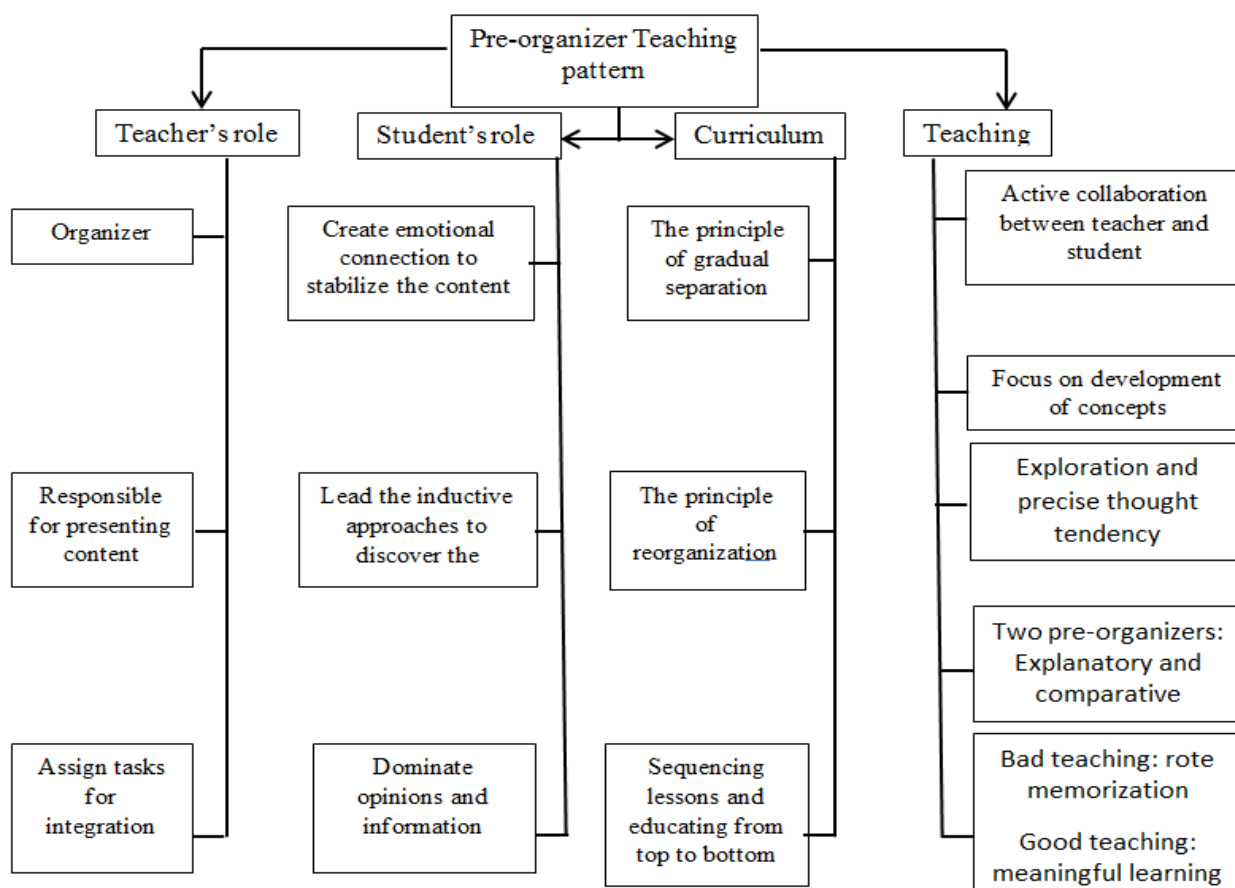 Pre-organizer Teaching
pattern
Teacher's role
Student's role
Curriculum
Teaching
Organizer
Responsible
for presenting
content
Assign tasks
for
integration
Create emotional
connection to
stabilize the content
Lead the inductive
approaches to
discover the
Dominate
opinions and
information
The principle
of gradual
separation
The principle
of
reorganization
Sequencing
lessons and
educating from
top to bottom
Active collaboration
between teacher and
student
Focus on development
of concepts
Exploration and
precise thought
tendency
Two pre-organizers:
Explanatory and
comparative
Bad teaching: rote
memorization
Good teaching:
meaningful learning